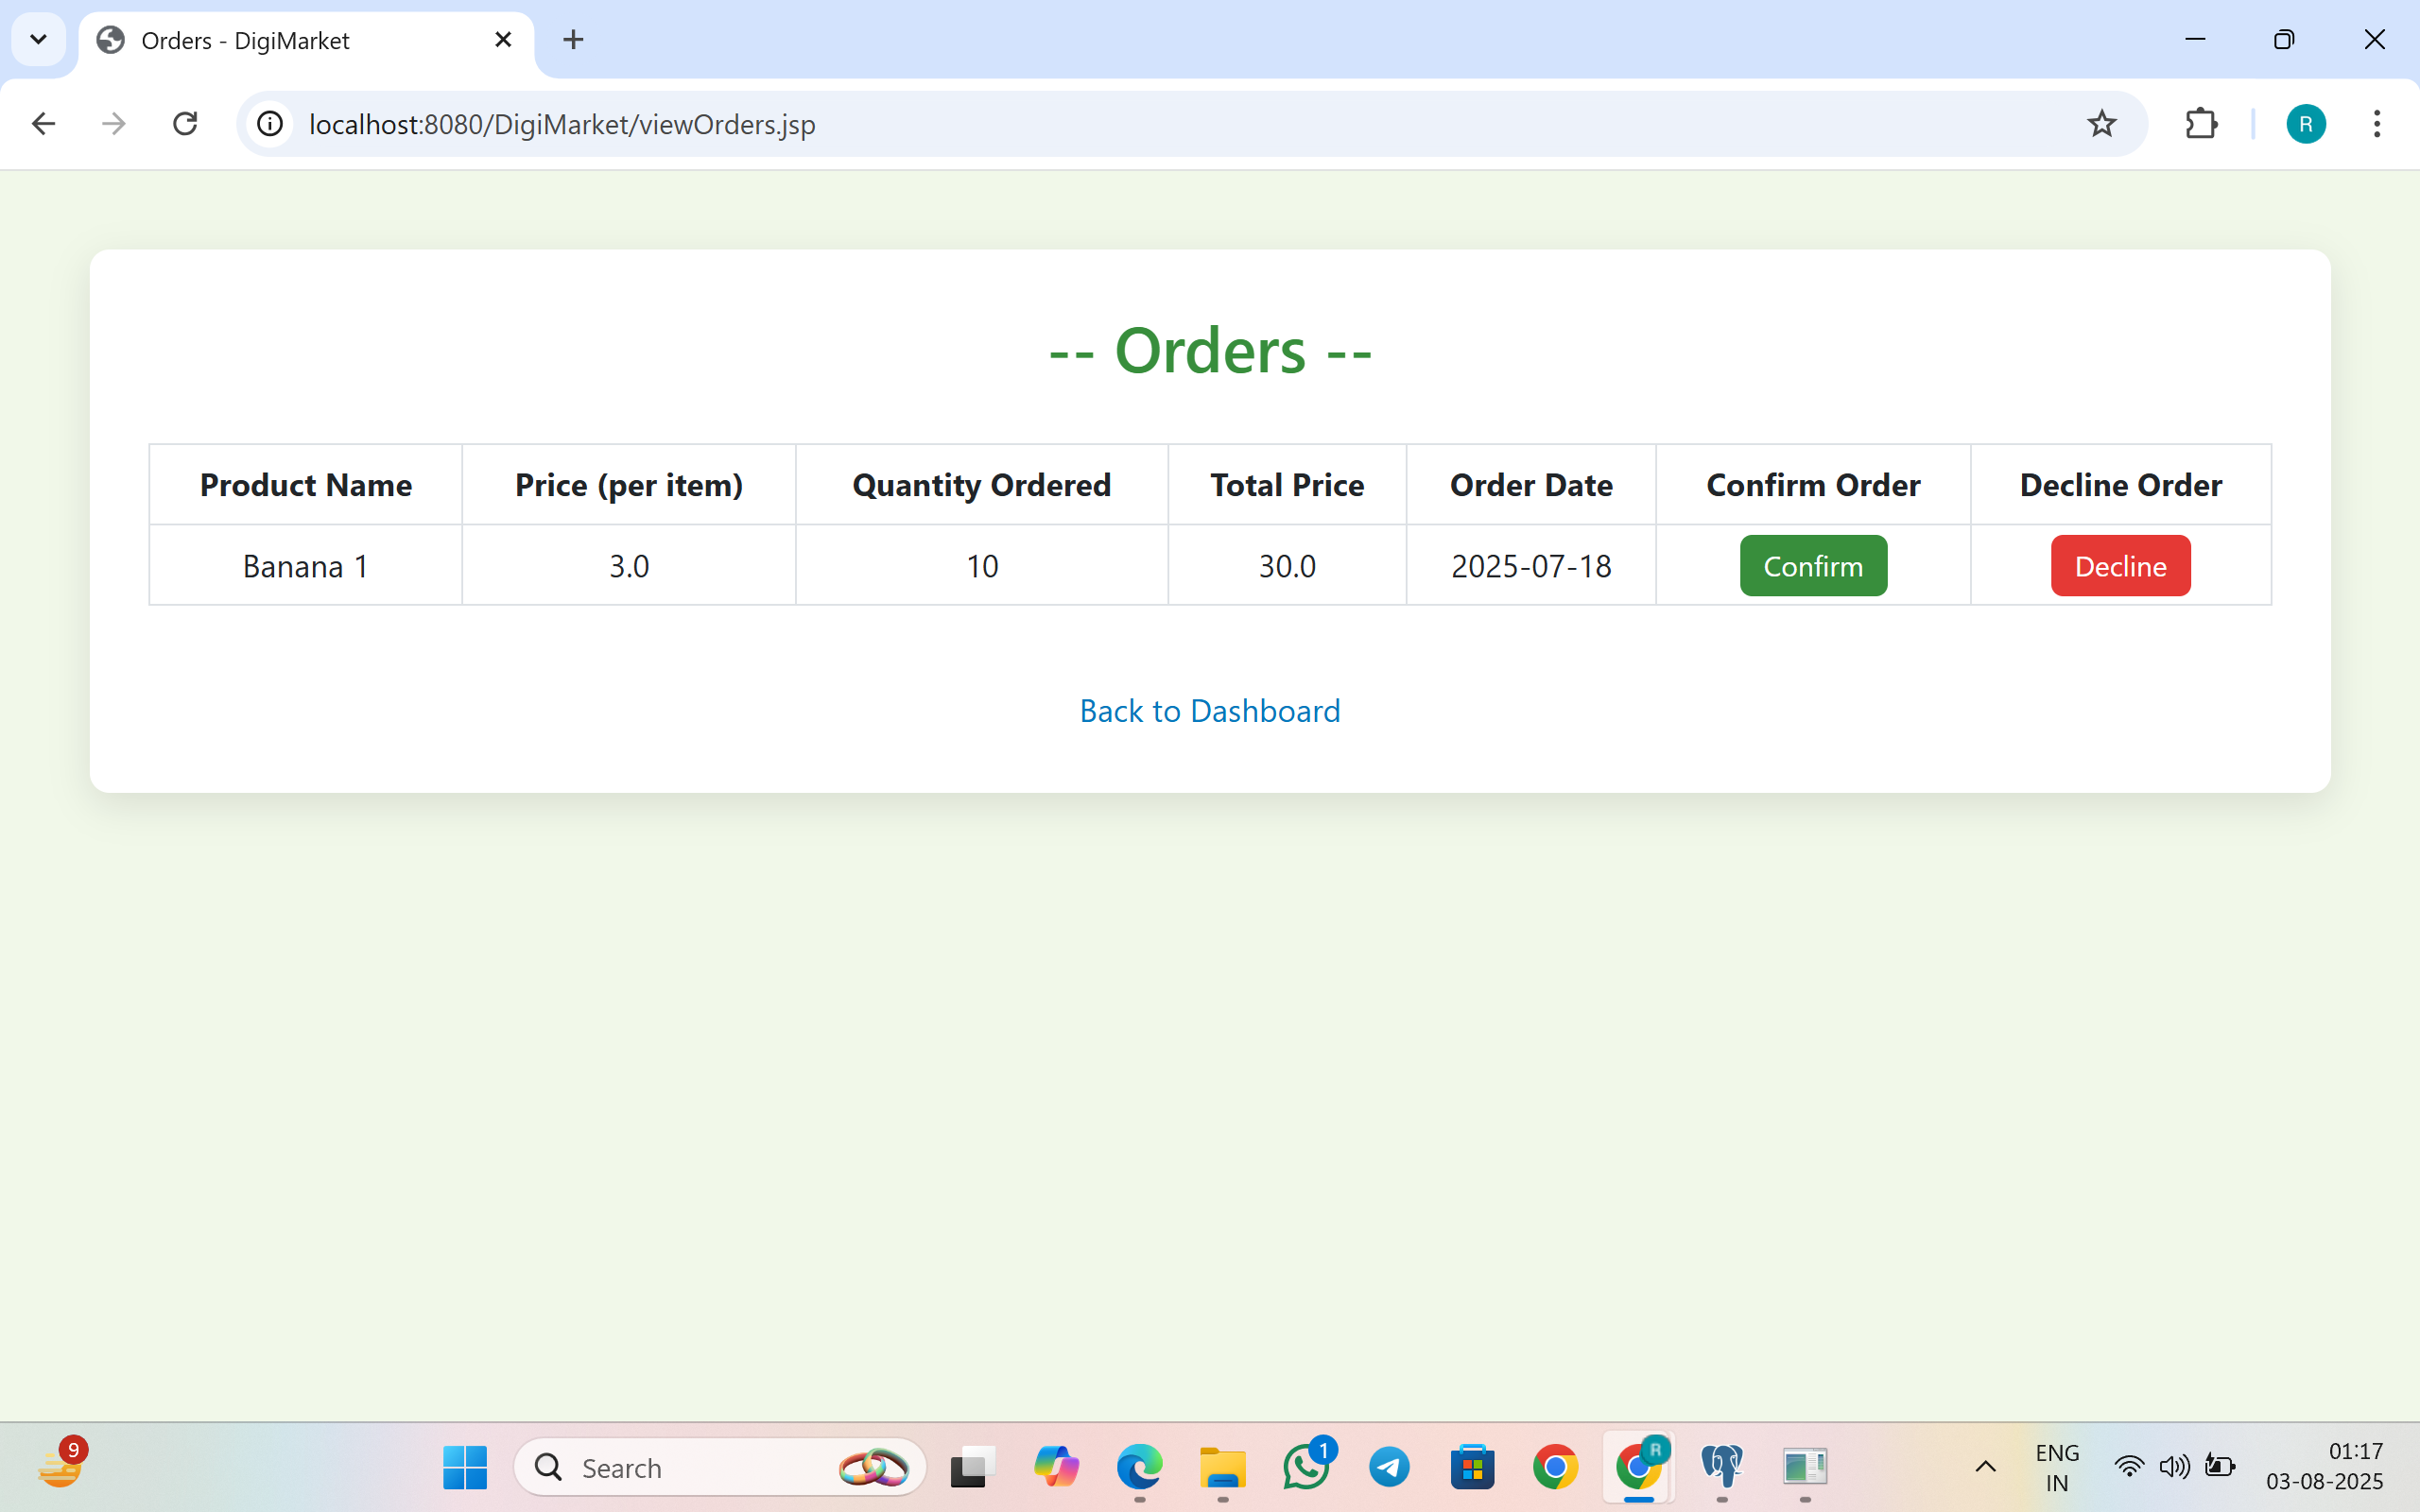 Orders - DigiMarket
localhost:8080/DigiMarket/viewOrders.jsp
R
-- Orders --
Product Name Price (per item) Quantity Ordered Total Price Order Date Confirm Order Decline Order
Banana 1 3.0 10 30.0 2025-07-18 Confirm Decline
Back to Dashboard
9
Search
1
R
ENG
IN
01:17
03-08-2025